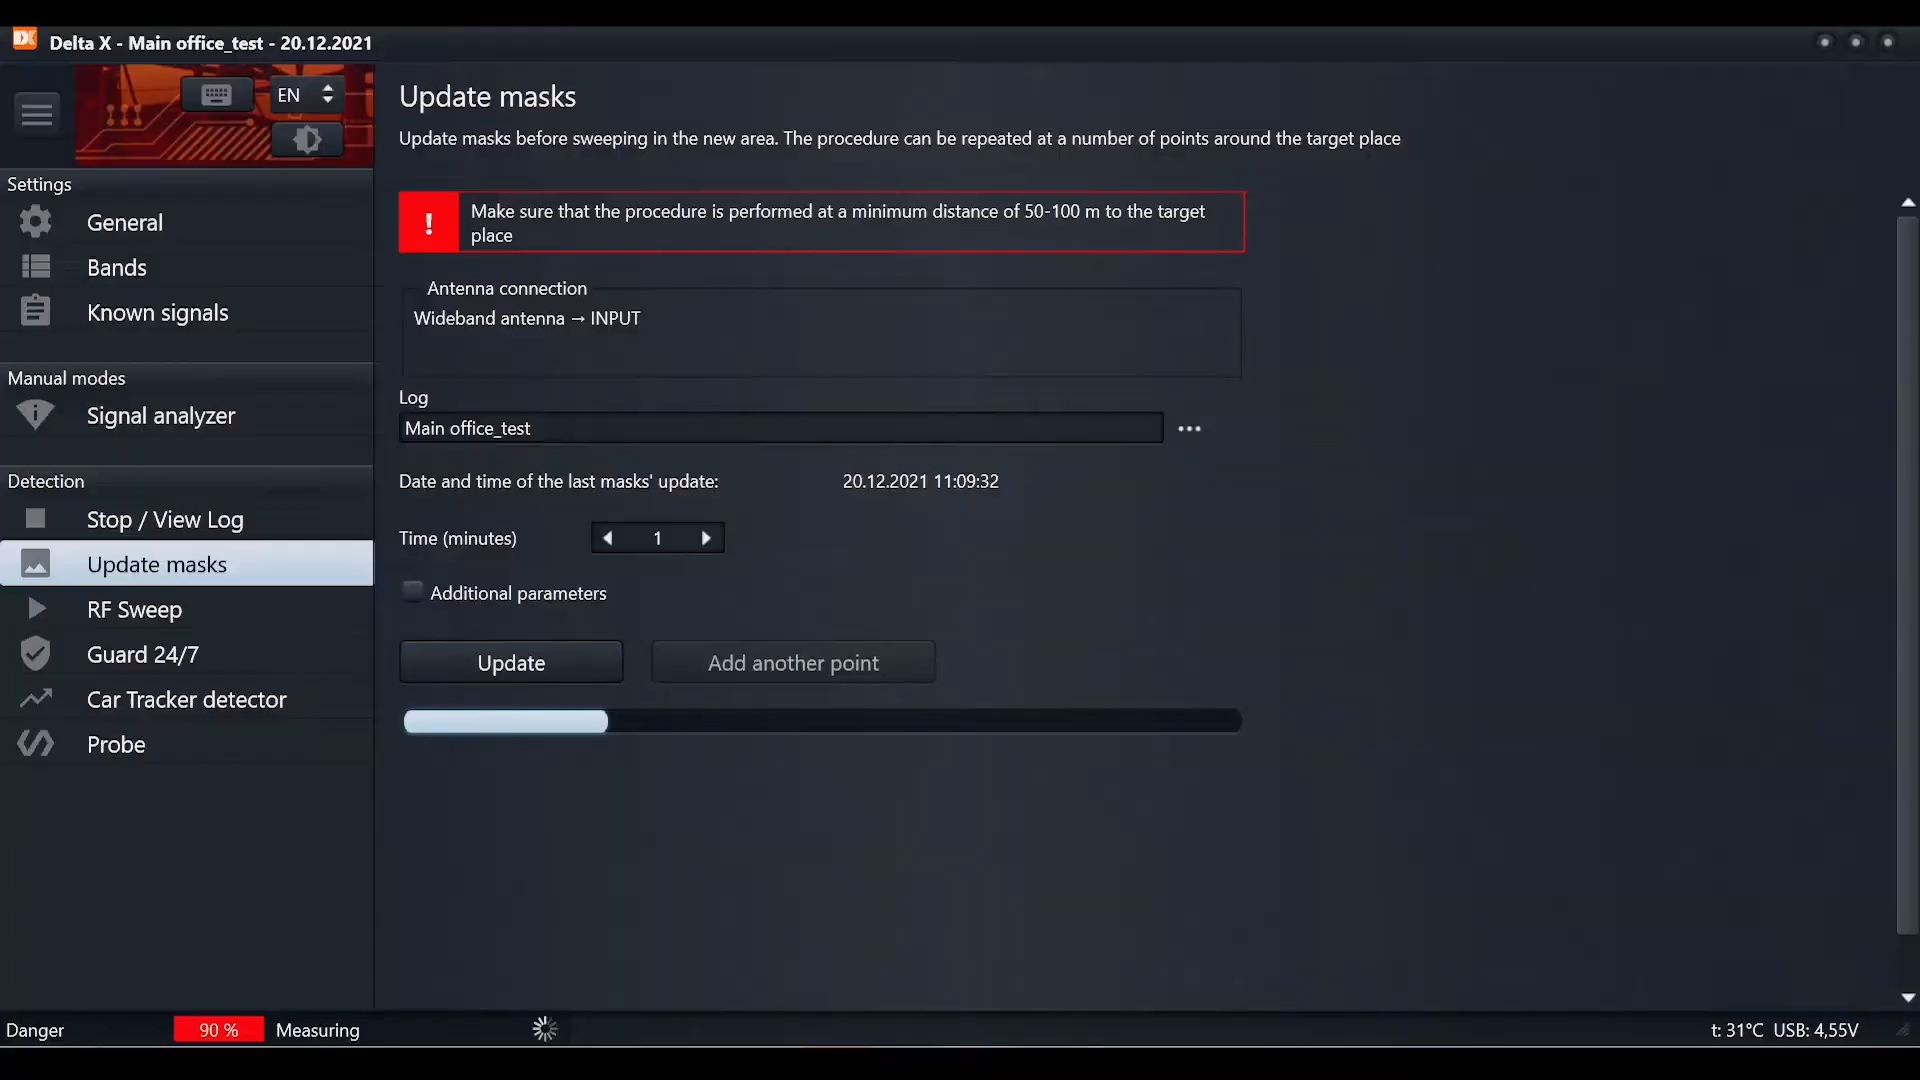 DX
Delta X - Main office_test - 20.12.2021
EN
Settings
General
Bands
Known signals
Manual modes
Signal analyzer
Detection
Stop / View Log
Update masks
RF Sweep
Guard 24/7
Car Tracker detector
Probe
Update masks
Update masks before sweeping in the new area. The procedure can be repeated at a number of points around the target place
!
Make sure that the procedure is performed at a minimum distance of 50-100 m to the target
place
Antenna connection
Wideband antenna → INPUT
Log
Main office_test
Date and time of the last masks' update: 20.12.2021 11:09:32
Time (minutes) 1
Additional parameters
Update Add another point
Danger 90 % Measuring t: 31°C USB: 4,55V